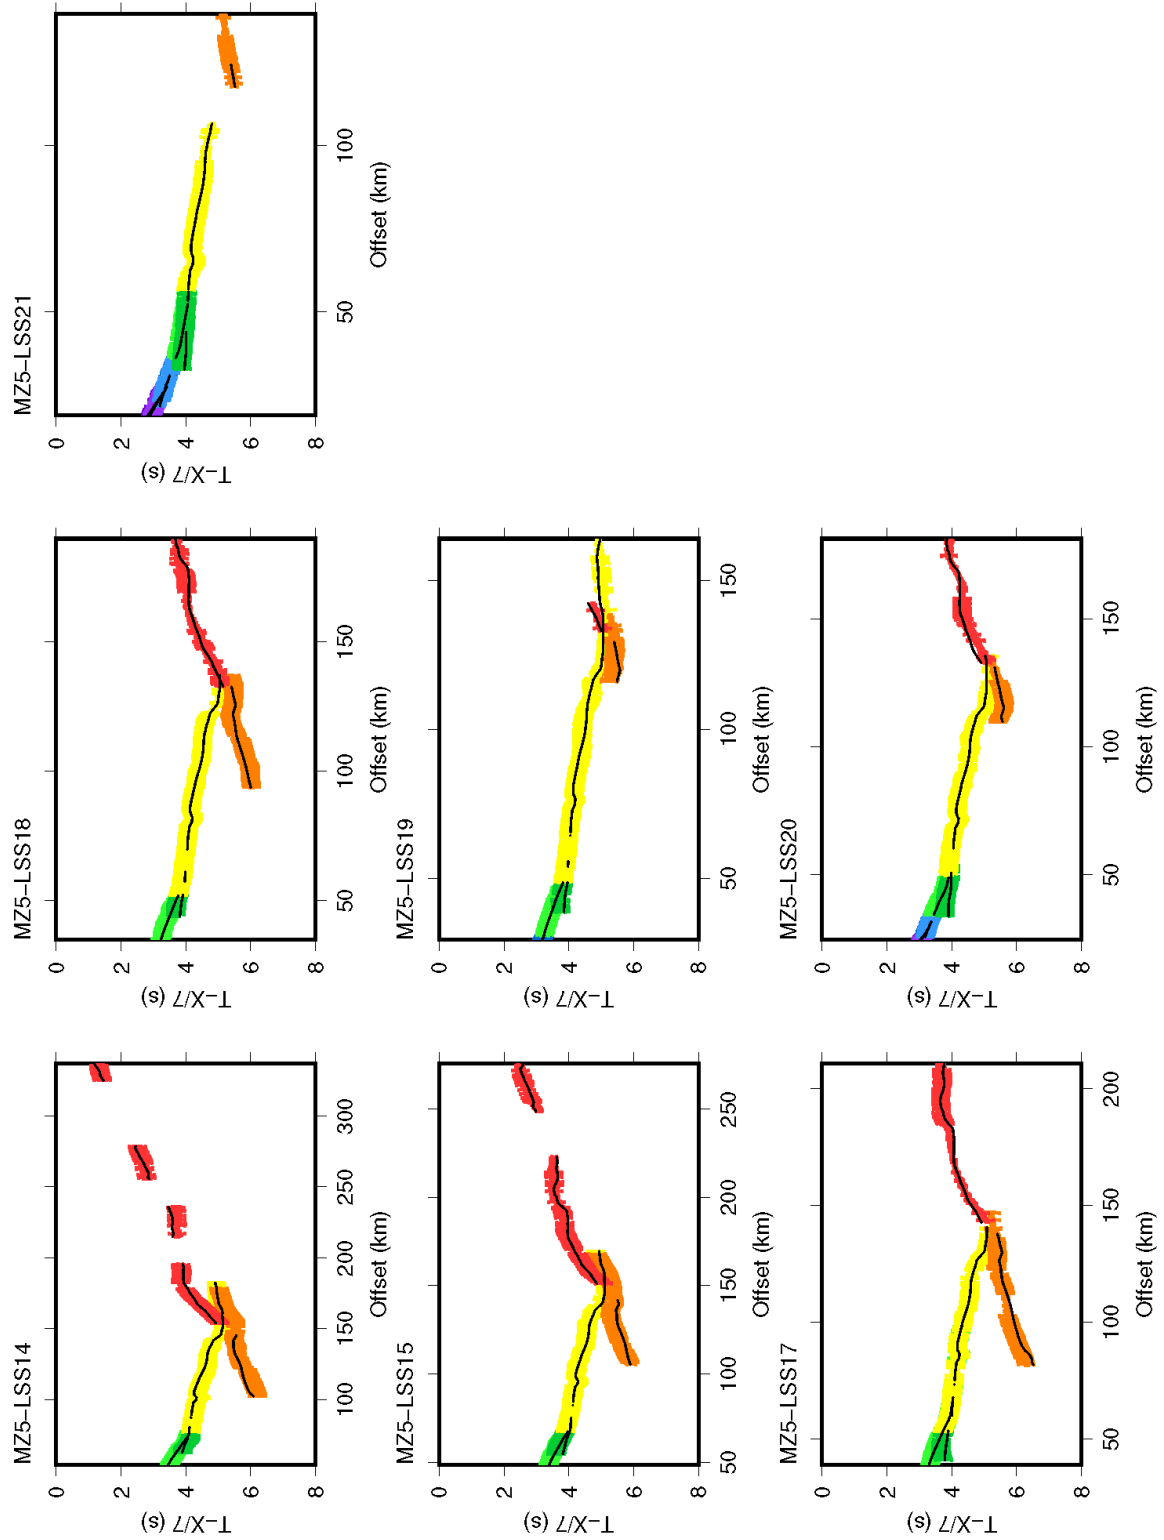 MZ5−LSS14
0
2
4
6
8
T−X/7 (s)
100
150
200
250
300
Offset (km)
MZ5−LSS18
0
2
4
6
8
T−X/7 (s)
50
100
150
Offset (km)
MZ5−LSS21
0
2
4
6
8
T−X/7 (s)
50
100
Offset (km)
MZ5−LSS15
0
2
4
6
8
T−X/7 (s)
50
100
150
200
250
Offset (km)
MZ5−LSS19
0
2
4
6
8
T−X/7 (s)
50
100
150
Offset (km)
MZ5−LSS17
0
2
4
6
8
T−X/7 (s)
50
100
150
200
Offset (km)
MZ5−LSS20
0
2
4
6
8
T−X/7 (s)
50
100
150
Offset (km)